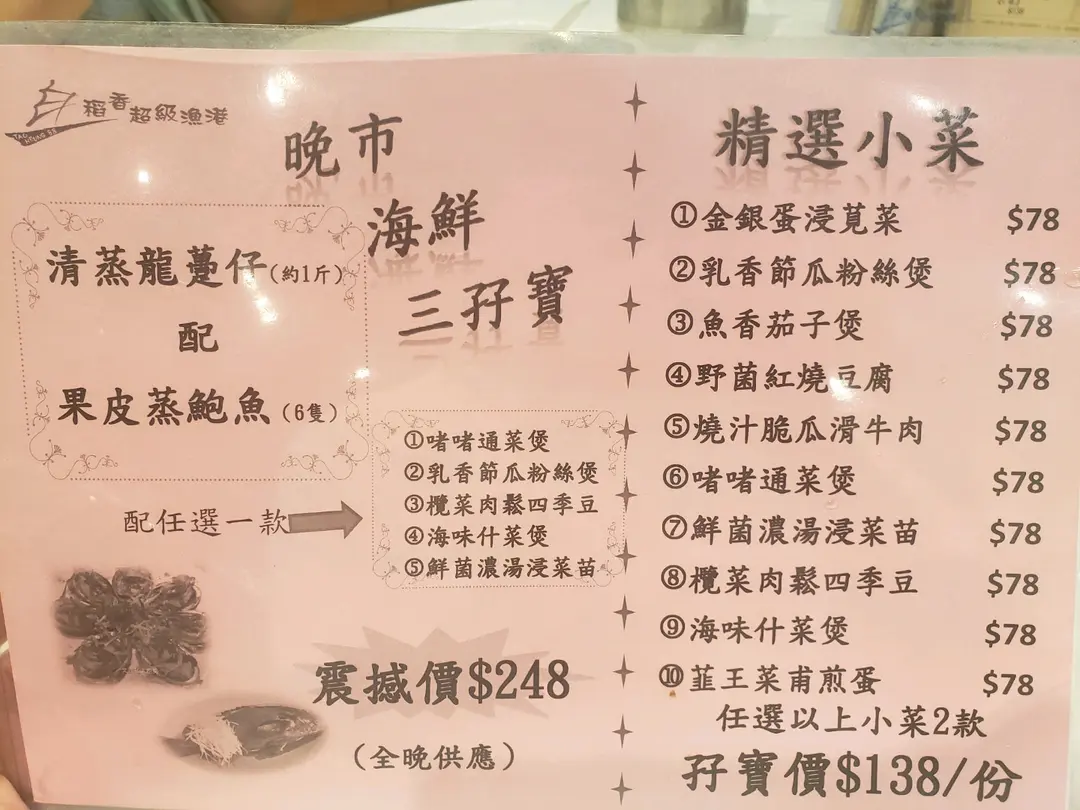 稻香超級漁港
TAO HEUNG
晚市
海鮮
三孖寶
清蒸龍躉仔(約1斤)
配
果皮蒸鮑魚(6隻)
配任選一款
①啫啫通菜煲
②乳香節瓜粉絲煲
③欖菜肉鬆四季豆
④海味什菜煲
⑤鮮菌濃湯浸菜苗
震撼價$248
(全晚供應)
精選小菜
①金銀蛋浸莧菜 $78
②乳香節瓜粉絲煲 $78
③魚香茄子煲 $78
④野菌紅燒豆腐 $78
⑤燒汁脆瓜滑牛肉 $78
⑥啫啫通菜煲 $78
⑦鮮菌濃湯浸菜苗 $78
⑧欖菜肉鬆四季豆 $78
⑨海味什菜煲 $78
⑩韮王菜甫煎蛋 $78
任選以上小菜2款
孖寶價$138/份